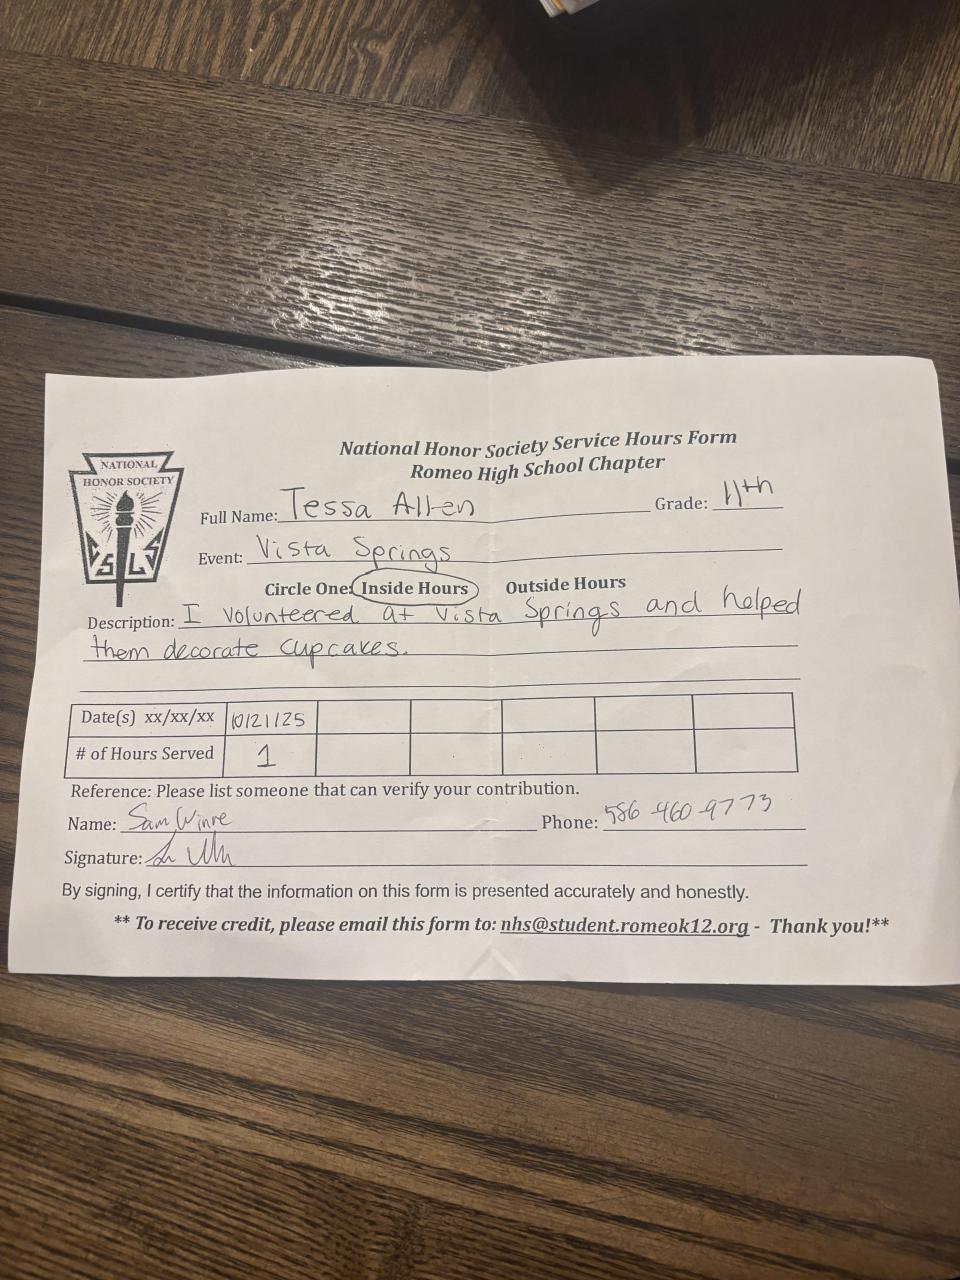 National Honor Society Service Hours Form
Romeo High School Chapter
NATIONAL
HONOR SOCIETY
S L S
Full Name: Tessa Allen Grade: 11th
Event: Vista Springs
Circle One: Inside Hours Outside Hours
Description: I volunteered at Vista Springs and helped
them decorate cupcakes.
Date(s) xx/xx/xx 10/21/25
# of Hours Served 1
Reference: Please list someone that can verify your contribution.
Name: Sam Phone: 586-460-9773
Signature:
By signing, I certify that the information on this form is presented accurately and honestly.
** To receive credit, please email this form to: nhs@student.romeok12.org - Thank you!**